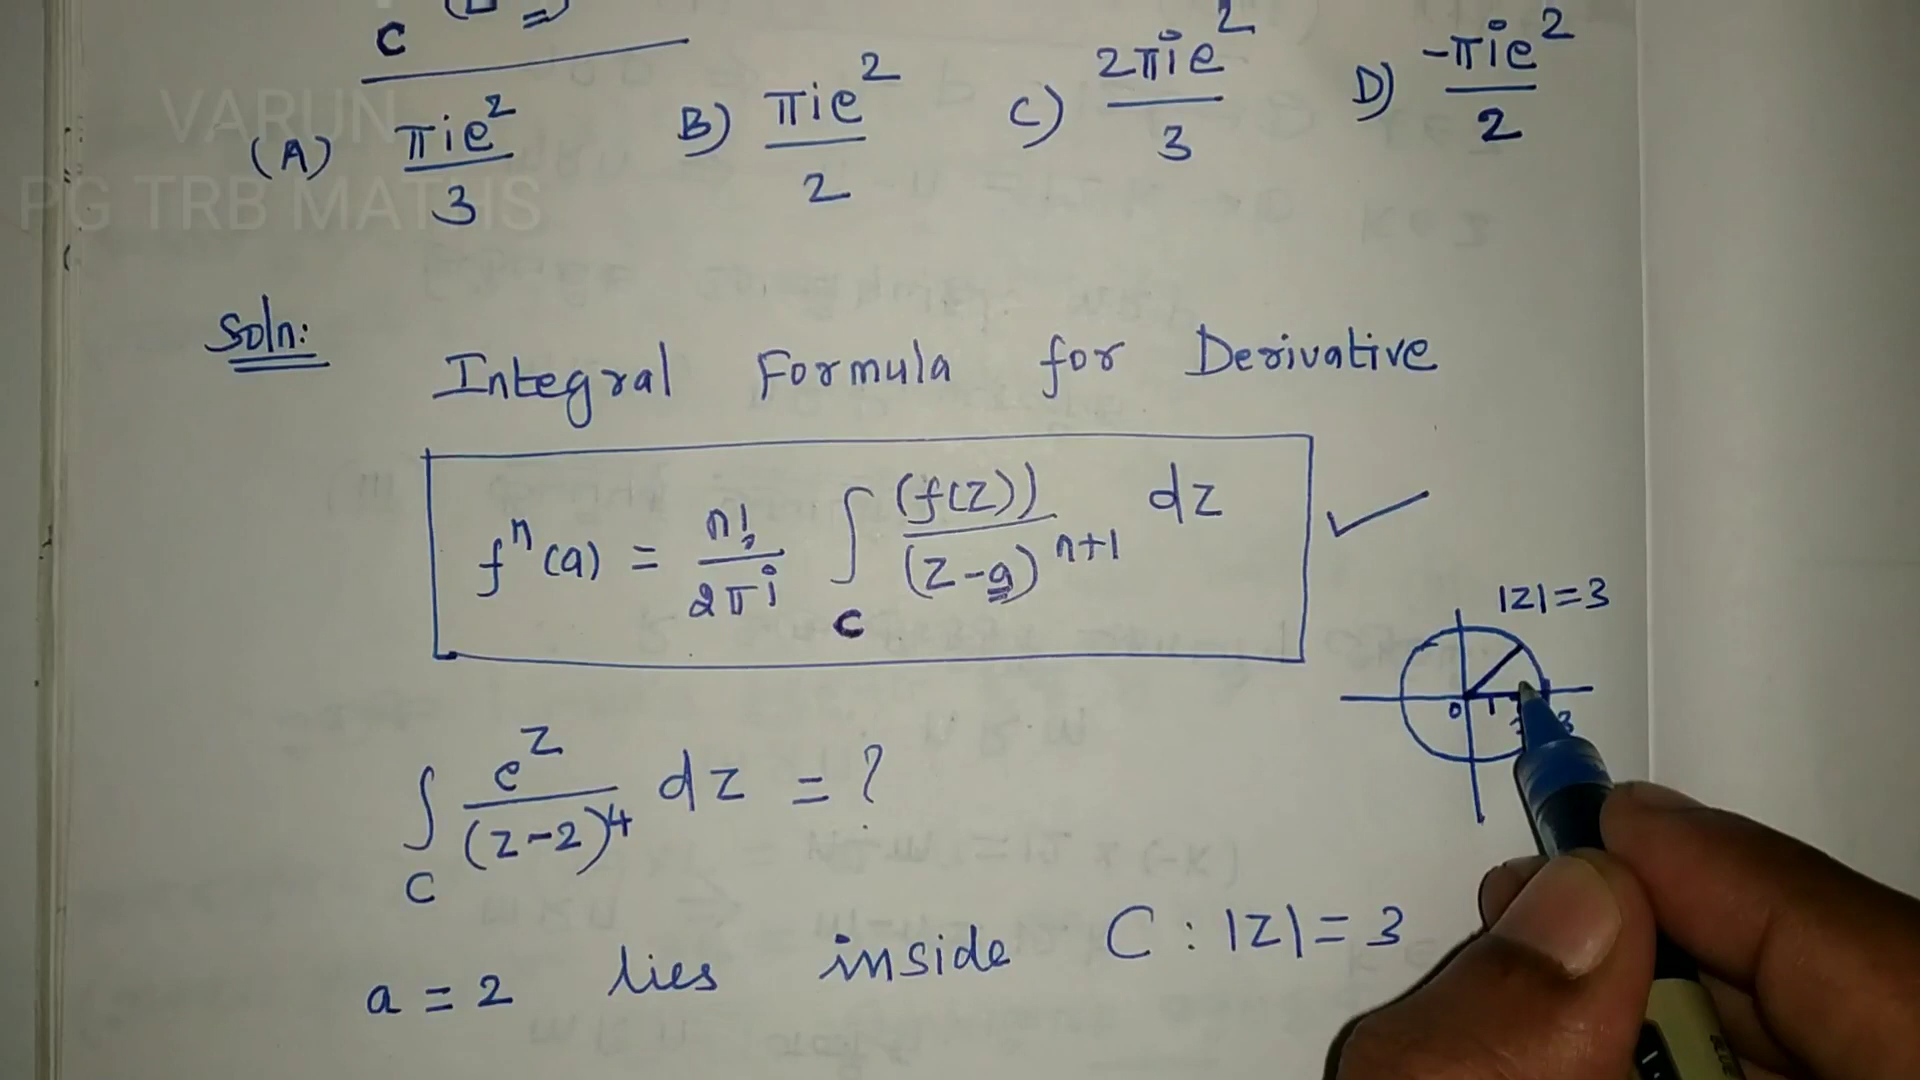 C
(A) πie²/3 B) πie²/2 C) 2πie²/3 D) -πie²/2
VARUN
PG TRB MATHS
Soln:
Integral Formula for Derivative
fⁿ(a) = n!/2πi ∫_C (f(z))/(z-a)^(n+1) dz ✓
|z|=3
0 1 3
∫_C e^z/(z-2)^4 dz = ?
a = 2 lies inside C : |z| = 3